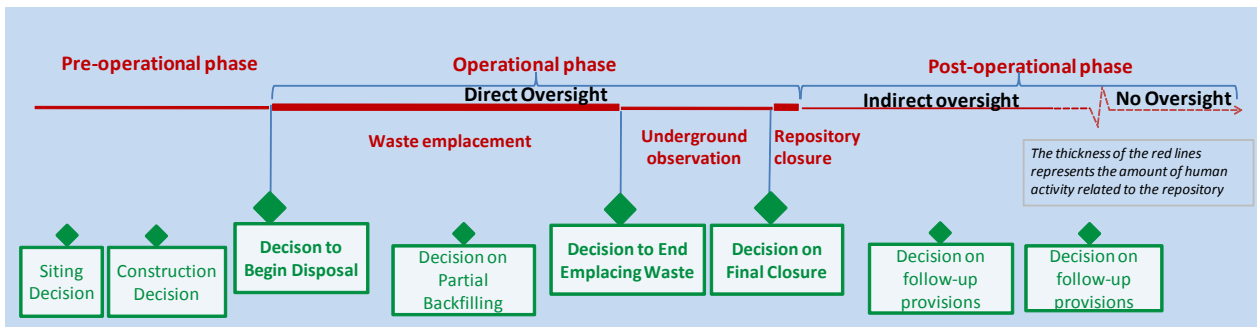 Pre-operational phase
Operational phase
Post-operational phase
Direct Oversight
Indirect oversight
No Oversight
Waste emplacement
Underground
observation
Repository
closure
The thickness of the red lines
represents the amount of human
activity related to the repository
Siting
Decision
Construction
Decision
Decison to
Begin Disposal
Decision on
Partial
Backfilling
Decision to End
Emplacing Waste
Decision on
Final Closure
Decision on
follow-up
provisions
Decision on
follow-up
provisions